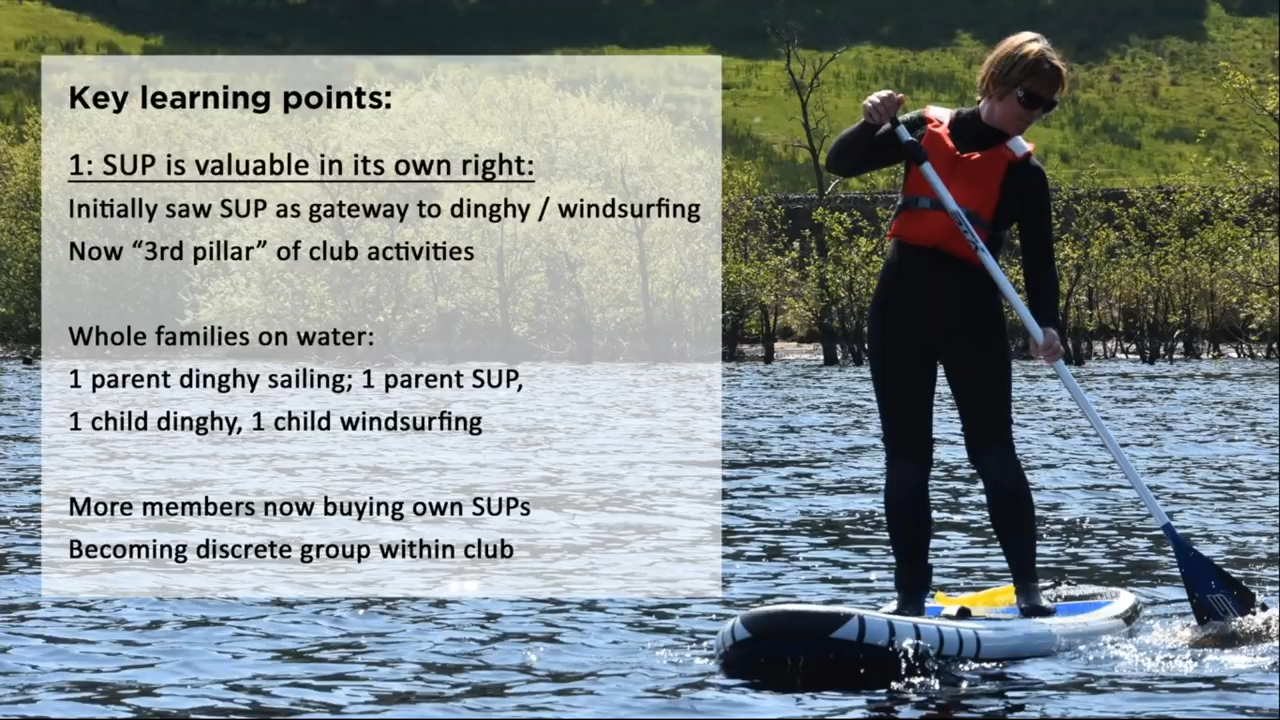 Key learning points:
1: SUP is valuable in its own right:
Initially saw SUP as gateway to dinghy / windsurfing
Now “3rd pillar” of club activities
Whole families on water:
1 parent dinghy sailing; 1 parent SUP,
1 child dinghy, 1 child windsurfing
More members now buying own SUPs
Becoming discrete group within club